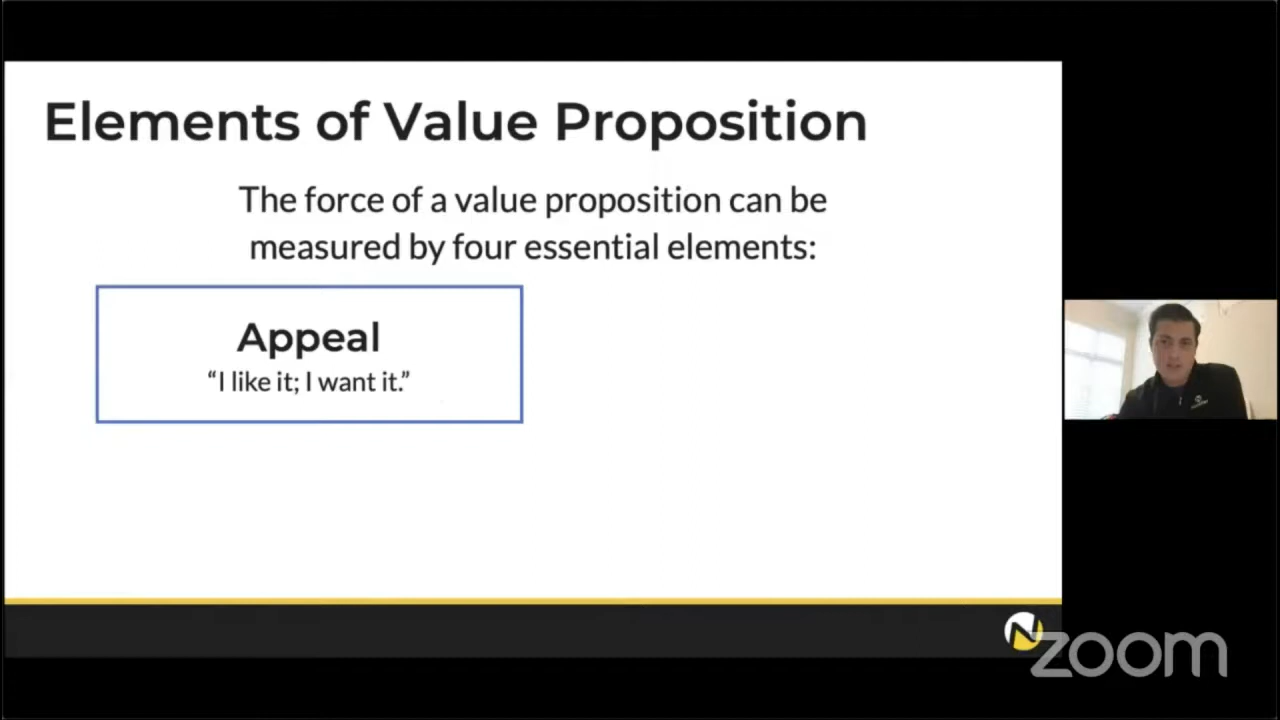 Elements of Value Proposition
The force of a value proposition can be
measured by four essential elements:
Appeal
“I like it; I want it.”
zoom